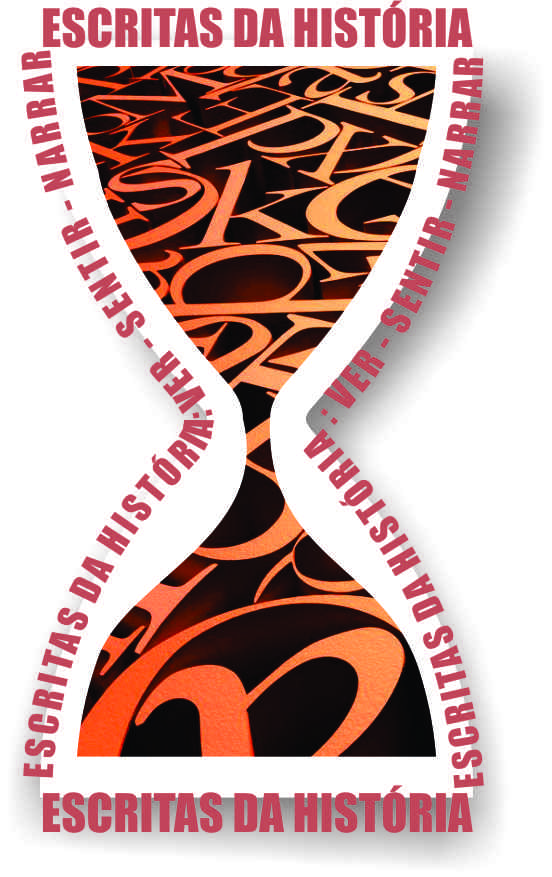 ESCRITAS DA HISTÓRIA
ESCRITAS DA HISTÓRIA : VER - SENTIR - NARRAR
ESCRITAS DA HISTÓRIA : VER - SENTIR - NARRAR
ESCRITAS DA HISTÓRIA